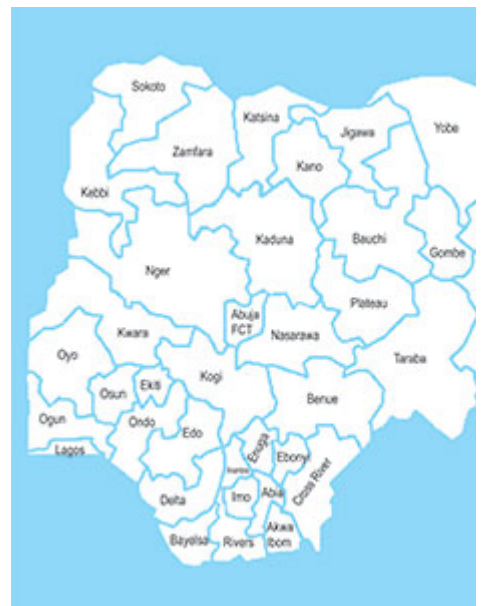 Sokoto
Katsina
Jigawa
Yobe
Zamfara
Kano
Kebbi
Kaduna
Bauchi
Gombe
Nger
Plateau
Abuja
FCT
Kwara
Nasarawa
Oyo
Taraba
Kogi
Osun
Ekiti
Benue
Ogun
Ondo
Edo
Lagos
Enugu
Ebonyi
Cross River
Delta
Imo
Abia
Bayelsa
Rivers
Akwa
Ibom